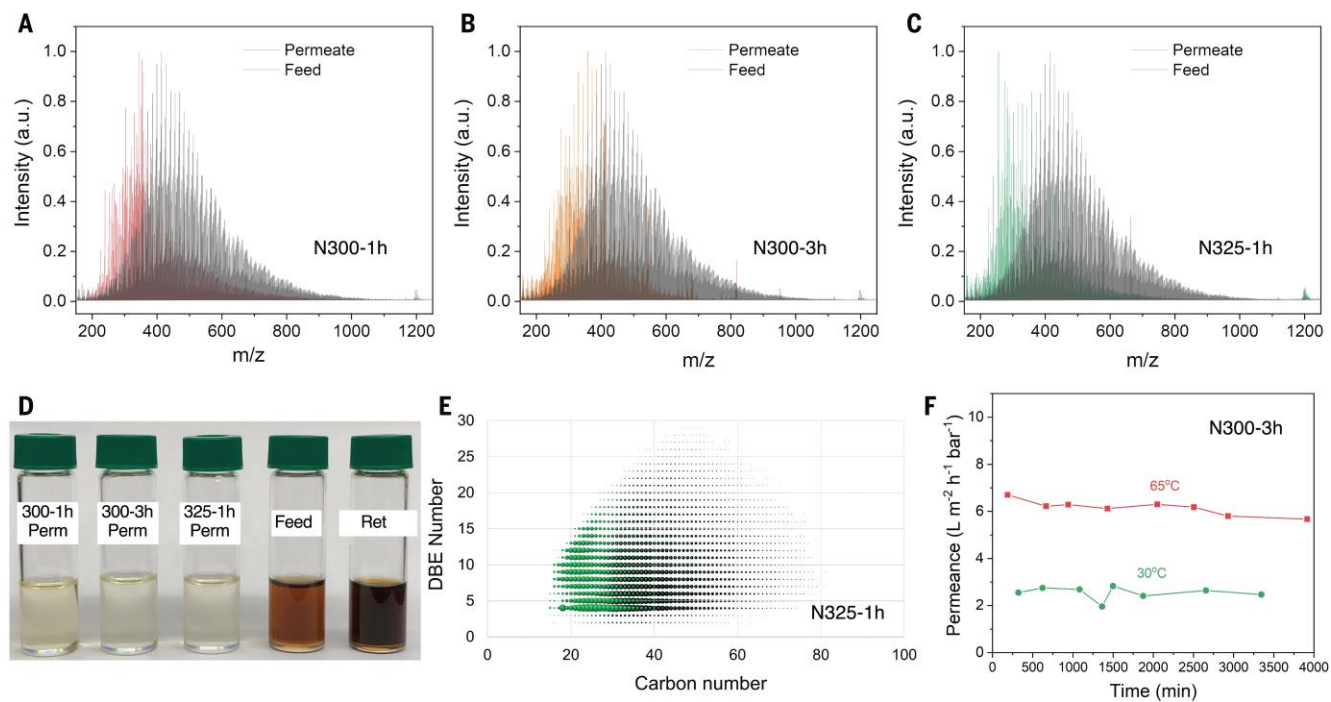 A
Permeate
Feed
1.0
0.8
0.6
0.4
0.2
0.0
Intensity (a.u.)
N300-1h
200 400 600 800 1000 1200
m/z
B
Permeate
Feed
1.0
0.8
0.6
0.4
0.2
0.0
Intensity (a.u.)
N300-3h
200 400 600 800 1000 1200
m/z
C
Permeate
Feed
1.0
0.8
0.6
0.4
0.2
0.0
Intensity (a.u.)
N325-1h
200 400 600 800 1000 1200
m/z
D
300-1h
Perm
300-3h
Perm
325-1h
Perm
Feed
Ret
E
30
25
20
15
10
5
0
DBE Number
N325-1h
0 20 40 60 80 100
Carbon number
F
N300-3h
10
8
6
4
2
0
Permeance (L m⁻² h⁻¹ bar⁻¹)
65°C
30°C
0 500 1000 1500 2000 2500 3000 3500 4000
Time (min)